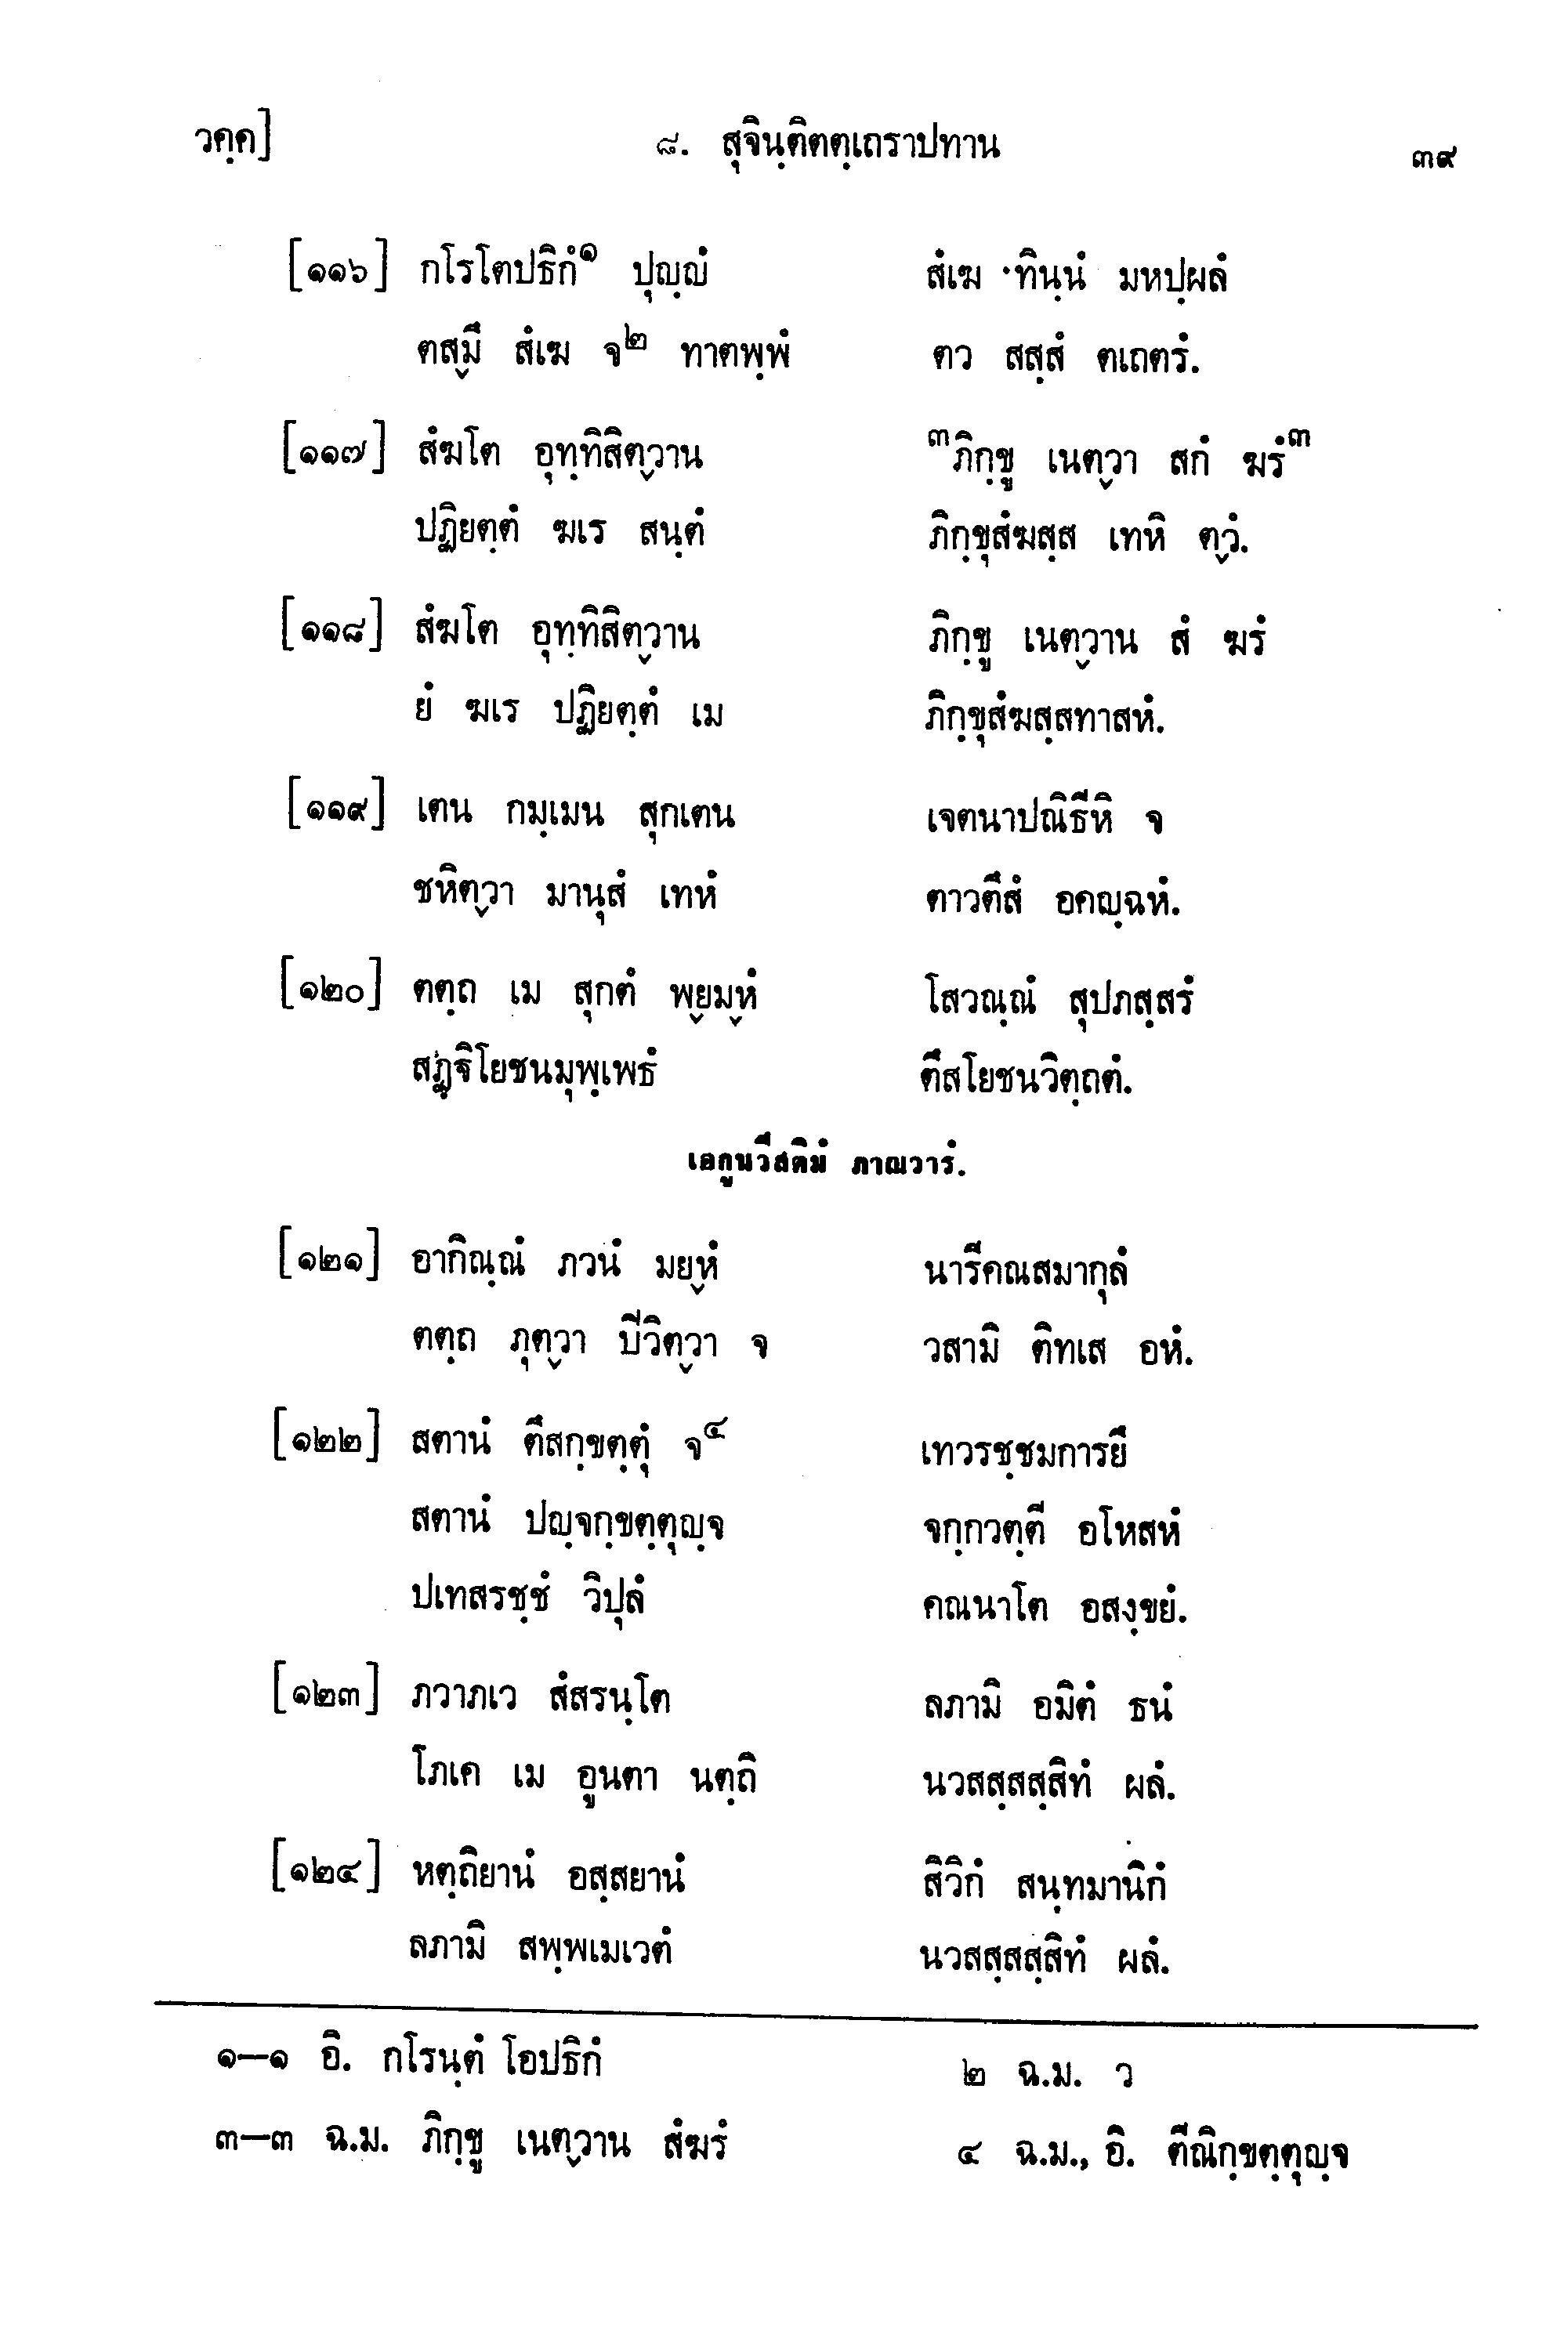 วคฺค] ๘. สุจินฺติตตฺเถราปทาน ๓๙
[๑๑๖] กโรโตปธิกํ๑ ปุญฺญํ สํเฆ ทินฺนํ มหปฺผลํ
ตสฺมึ สํเฆ จ๒ ทาตพฺพํ ตว สสฺสํ ตเถตรํ.
[๑๑๗] สํฆโต อุทฺทิสิตฺวาน ๓ภิกฺขู เนตฺวา สกํ ฆรํ๓
ปฏิยตฺตํ ฆเร สนฺตํ ภิกฺขุสํฆสฺส เทหิ ตฺวํ.
[๑๑๘] สํฆโต อุทฺทิสิตฺวาน ภิกฺขู เนตฺวาน สํ ฆรํ
ยํ ฆเร ปฏิยตฺตํ เม ภิกฺขุสํฆสฺสทาสหํ.
[๑๑๙] เตน กมฺเมน สุกเตน เจตนาปณิธีหิ จ
ชหิตฺวา มานุสํ เทหํ ตาวตึสํ อคญฺฉหํ.
[๑๒๐] ตตฺถ เม สุกตํ พฺยมฺหํ โสวณฺณํ สุปภสฺสรํ
สฏฺฐิโยชนมุพฺเพธํ ตึสโยชนวิตฺถตํ.
เอกูนวีสติมํ ภาณวารํ.
[๑๒๑] อากิณฺณํ ภวนํ มยฺหํ นารีคณสมากุลํ
ตตฺถ ภุตฺวา ปีวิตฺวา จ วสามิ ติทเส อหํ.
[๑๒๒] สตานํ ตึสกฺขตฺตุํ จ๔ เทวรชฺชมการยึ
สตานํ ปญฺจกฺขตฺตุญฺจ จกฺกวตฺตี อโหสหํ
ปเทสรชฺชํ วิปุลํ คณนาโต อสงฺขยํ.
[๑๒๓] ภวาภเว สํสรนฺโต ลภามิ อมิตํ ธนํ
โภเค เม อูนตา นตฺถิ นวสสฺสสฺสิทํ ผลํ.
[๑๒๔] หตฺถิยานํ อสฺสยานํ สิวิกํ สนฺทมานิกํ
ลภามิ สพฺพเมเวตํ นวสสฺสสฺสิทํ ผลํ.
๑—๑ อิ. กโรนฺตํ โอปธิกํ ๒ ฉ.ม. ว
๓—๓ ฉ.ม. ภิกฺขู เนตฺวาน สํฆรํ ๔ ฉ.ม., อิ. ตีณิกฺขตฺตุญฺจ